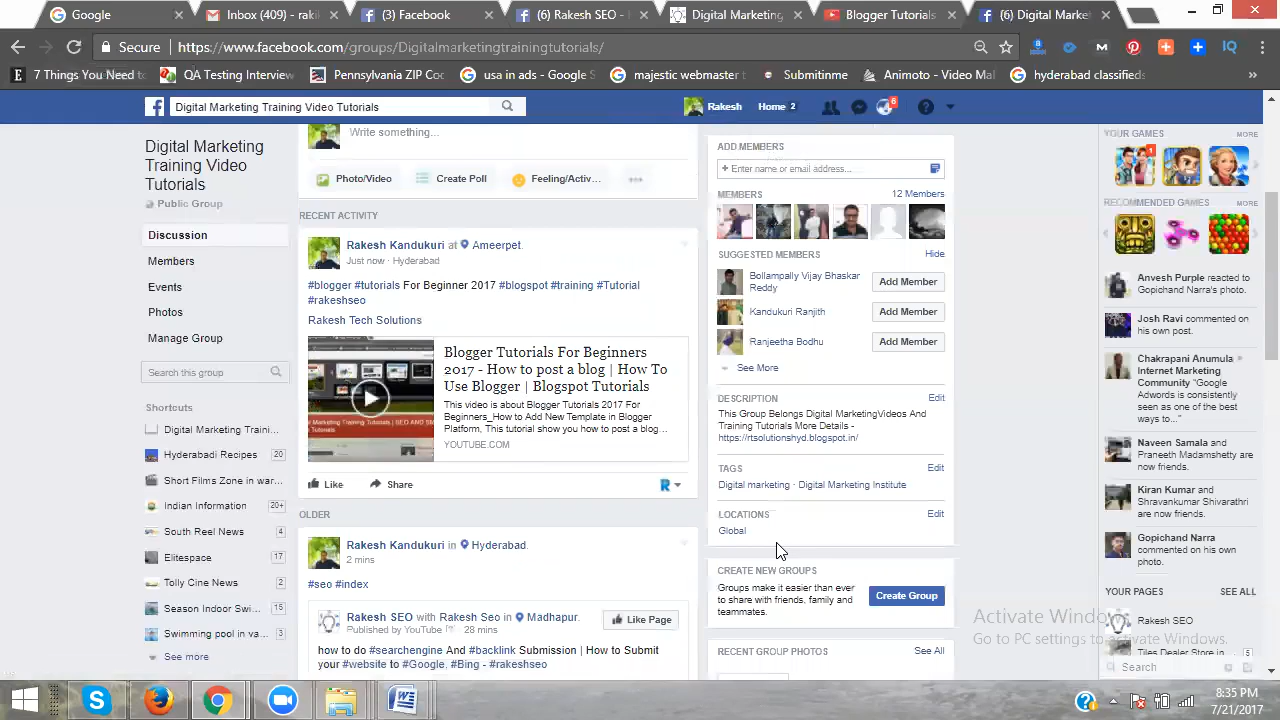 Google
Inbox (409) - raki
(3) Facebook
(6) Rakesh SEO -
Digital Marketing
Blogger Tutorials
(6) Digital Marke
Secure
https://www.facebook.com/groups/Digitalmarketingtrainingtutorials/
7 Things You Need to
QA Testing Interview
Pennsylvania ZIP Coc
usa in ads - Google S
majestic webmaster t
Submitinme
Animoto - Video Mal
hyderabad classifieds
Digital Marketing Training Video Tutorials
Rakesh
Home 2
6
Digital Marketing
Training Video
Tutorials
Public Group
Discussion
Members
Events
Photos
Manage Group
Search this group
Shortcuts
Digital Marketing Traini...
Hyderabadi Recipes 20
Short Films Zone in war...
Indian Information 20+
South Reel News 4
Elitespace
Tolly Cine News 2
Season Indoor Swi... 15
Swimming pool in va... 3
See more
Write something...
Photo/Video
Create Poll
Feeling/Activ...
RECENT ACTIVITY
Rakesh Kandukuri at Ameerpet.
Just now · Hyderabad
#blogger #tutorials For Beginner 2017 #blogspot #training #Tutorial
#rakeshseo
Rakesh Tech Solutions
Blogger Tutorials For Beginners
2017 - How to post a blog | How To
Use Blogger | Blogspot Tutorials
This video is about Blogger Tutorials 2017 For
Beginners_How to Add New Template in Blogger
Platform, This tutorial show you how to post a blog...
YOUTUBE.COM
Like
Share
OLDER
Rakesh Kandukuri in Hyderabad.
2 mins
#seo #index
Rakesh SEO with Rakesh Seo in Madhapur.
Published by YouTube
28 mins
Like Page
how to do #searchengine And #backlink Submission | How to Submit
your #website to #Google, #Bing - #rakeshseo
ADD MEMBERS
+ Enter name or email address...
MEMBERS
12 Members
SUGGESTED MEMBERS
Hide
Bollampally Vijay Bhaskar
Reddy
Add Member
Kandukuri Ranjith
Add Member
Ranjeetha Bodhu
Add Member
See More
DESCRIPTION
Edit
This Group Belongs Digital MarketingVideos And
Training Tutorials More Details -
https://rtsolutionshyd.blogspot.in/
TAGS
Edit
Digital marketing · Digital Marketing Institute
LOCATIONS
Edit
Global
CREATE NEW GROUPS
Groups make it easier than ever
to share with friends, family and
teammates.
Create Group
RECENT GROUP PHOTOS
See All
YOUR GAMES
MORE
1
RECOMMENDED GAMES
MORE
Anvesh Purple reacted to
Gopichand Narra's photo.
Josh Ravi commented on
his own post.
Chakrapani Anumula
Internet Marketing
Community "Google
Adwords is consistently
seen as one of the best
ways to..."
Naveen Samala and
Praneeth Madamshetty are
now friends.
Kiran Kumar and
Shravankumar Shivarathri
are now friends.
Gopichand Narra
commented on his own
photo.
YOUR PAGES
SEE ALL
Rakesh SEO
Tiles Dealer Store in... 5
Search
Activate Windows
Go to PC settings to activate Windows.
8:35 PM
7/21/2017